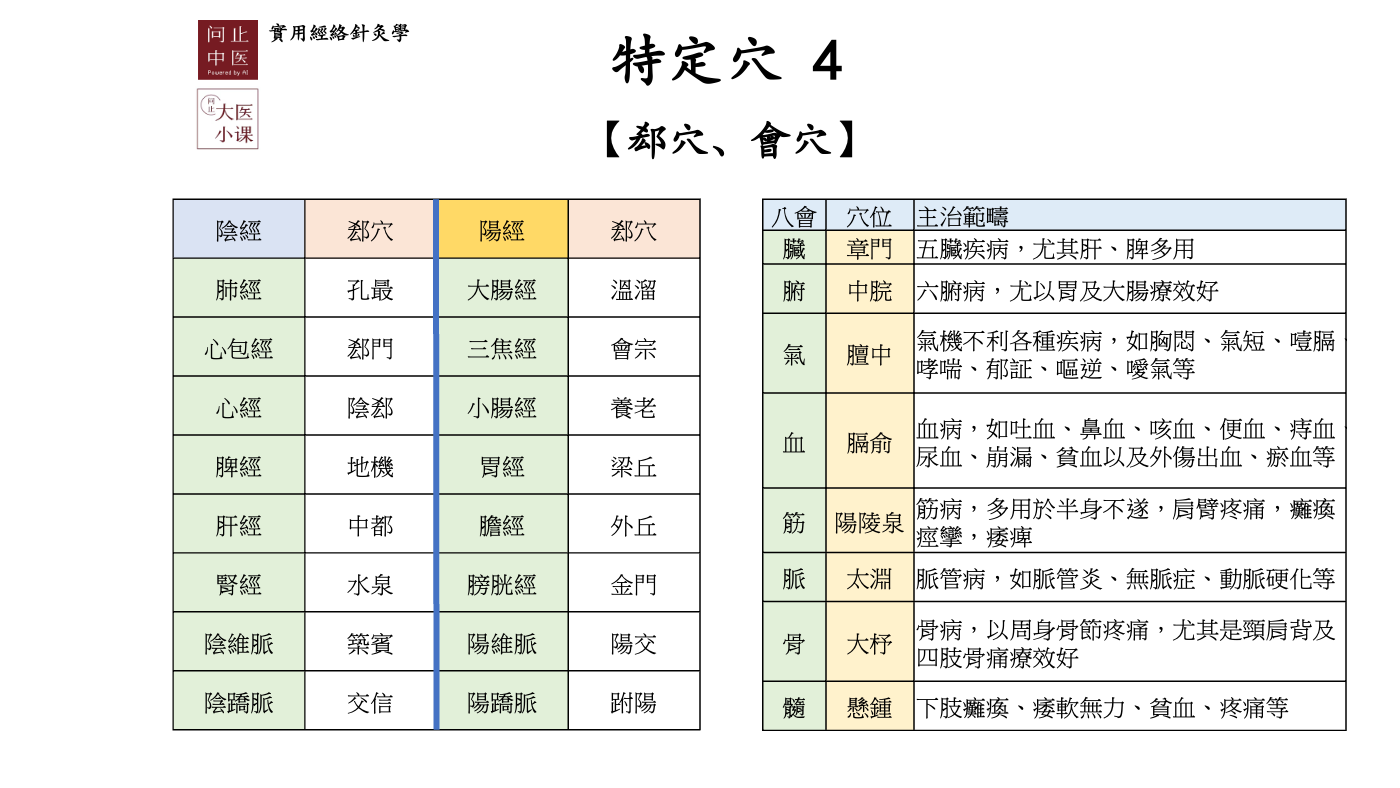 问止
中医
Powered by AI
實用經絡針灸學
问止
大医
小课
特定穴 4
【郄穴、會穴】
陰經 郄穴 陽經 郄穴
肺經 孔最 大腸經 溫溜
心包經 郄門 三焦經 會宗
心經 陰郄 小腸經 養老
脾經 地機 胃經 梁丘
肝經 中都 膽經 外丘
腎經 水泉 膀胱經 金門
陰維脈 築賓 陽維脈 陽交
陰蹻脈 交信 陽蹻脈 跗陽
八會 穴位 主治範疇
臟 章門 五臟疾病，尤其肝、脾多用
腑 中脘 六腑病，尤以胃及大腸療效好
氣 膻中 氣機不利各種疾病，如胸悶、氣短、噎膈、
哮喘、郁証、嘔逆、噯氣等
血 膈俞 血病，如吐血、鼻血、咳血、便血、痔血、
尿血、崩漏、貧血以及外傷出血、瘀血等
筋 陽陵泉 筋病，多用於半身不遂，肩臂疼痛，癱瘓
痙攣，痿痺
脈 太淵 脈管病，如脈管炎、無脈症、動脈硬化等
骨 大杼 骨病，以周身骨節疼痛，尤其是頸肩背及
四肢骨痛療效好
髓 懸鍾 下肢癱瘓、痿軟無力、貧血、疼痛等